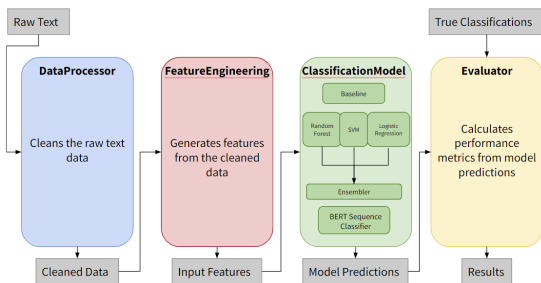 Raw Text
True Classifications
DataProcessor
Cleans the raw text
data
FeatureEngineering
Generates features
from the cleaned
data
ClassificationModel
Baseline
Random
Forest
SVM
Logistic
Regression
Ensembler
BERT Sequence
Classifier
Evaluator
Calculates
performance
metrics from model
predictions
Cleaned Data
Input Features
Model Predictions
Results